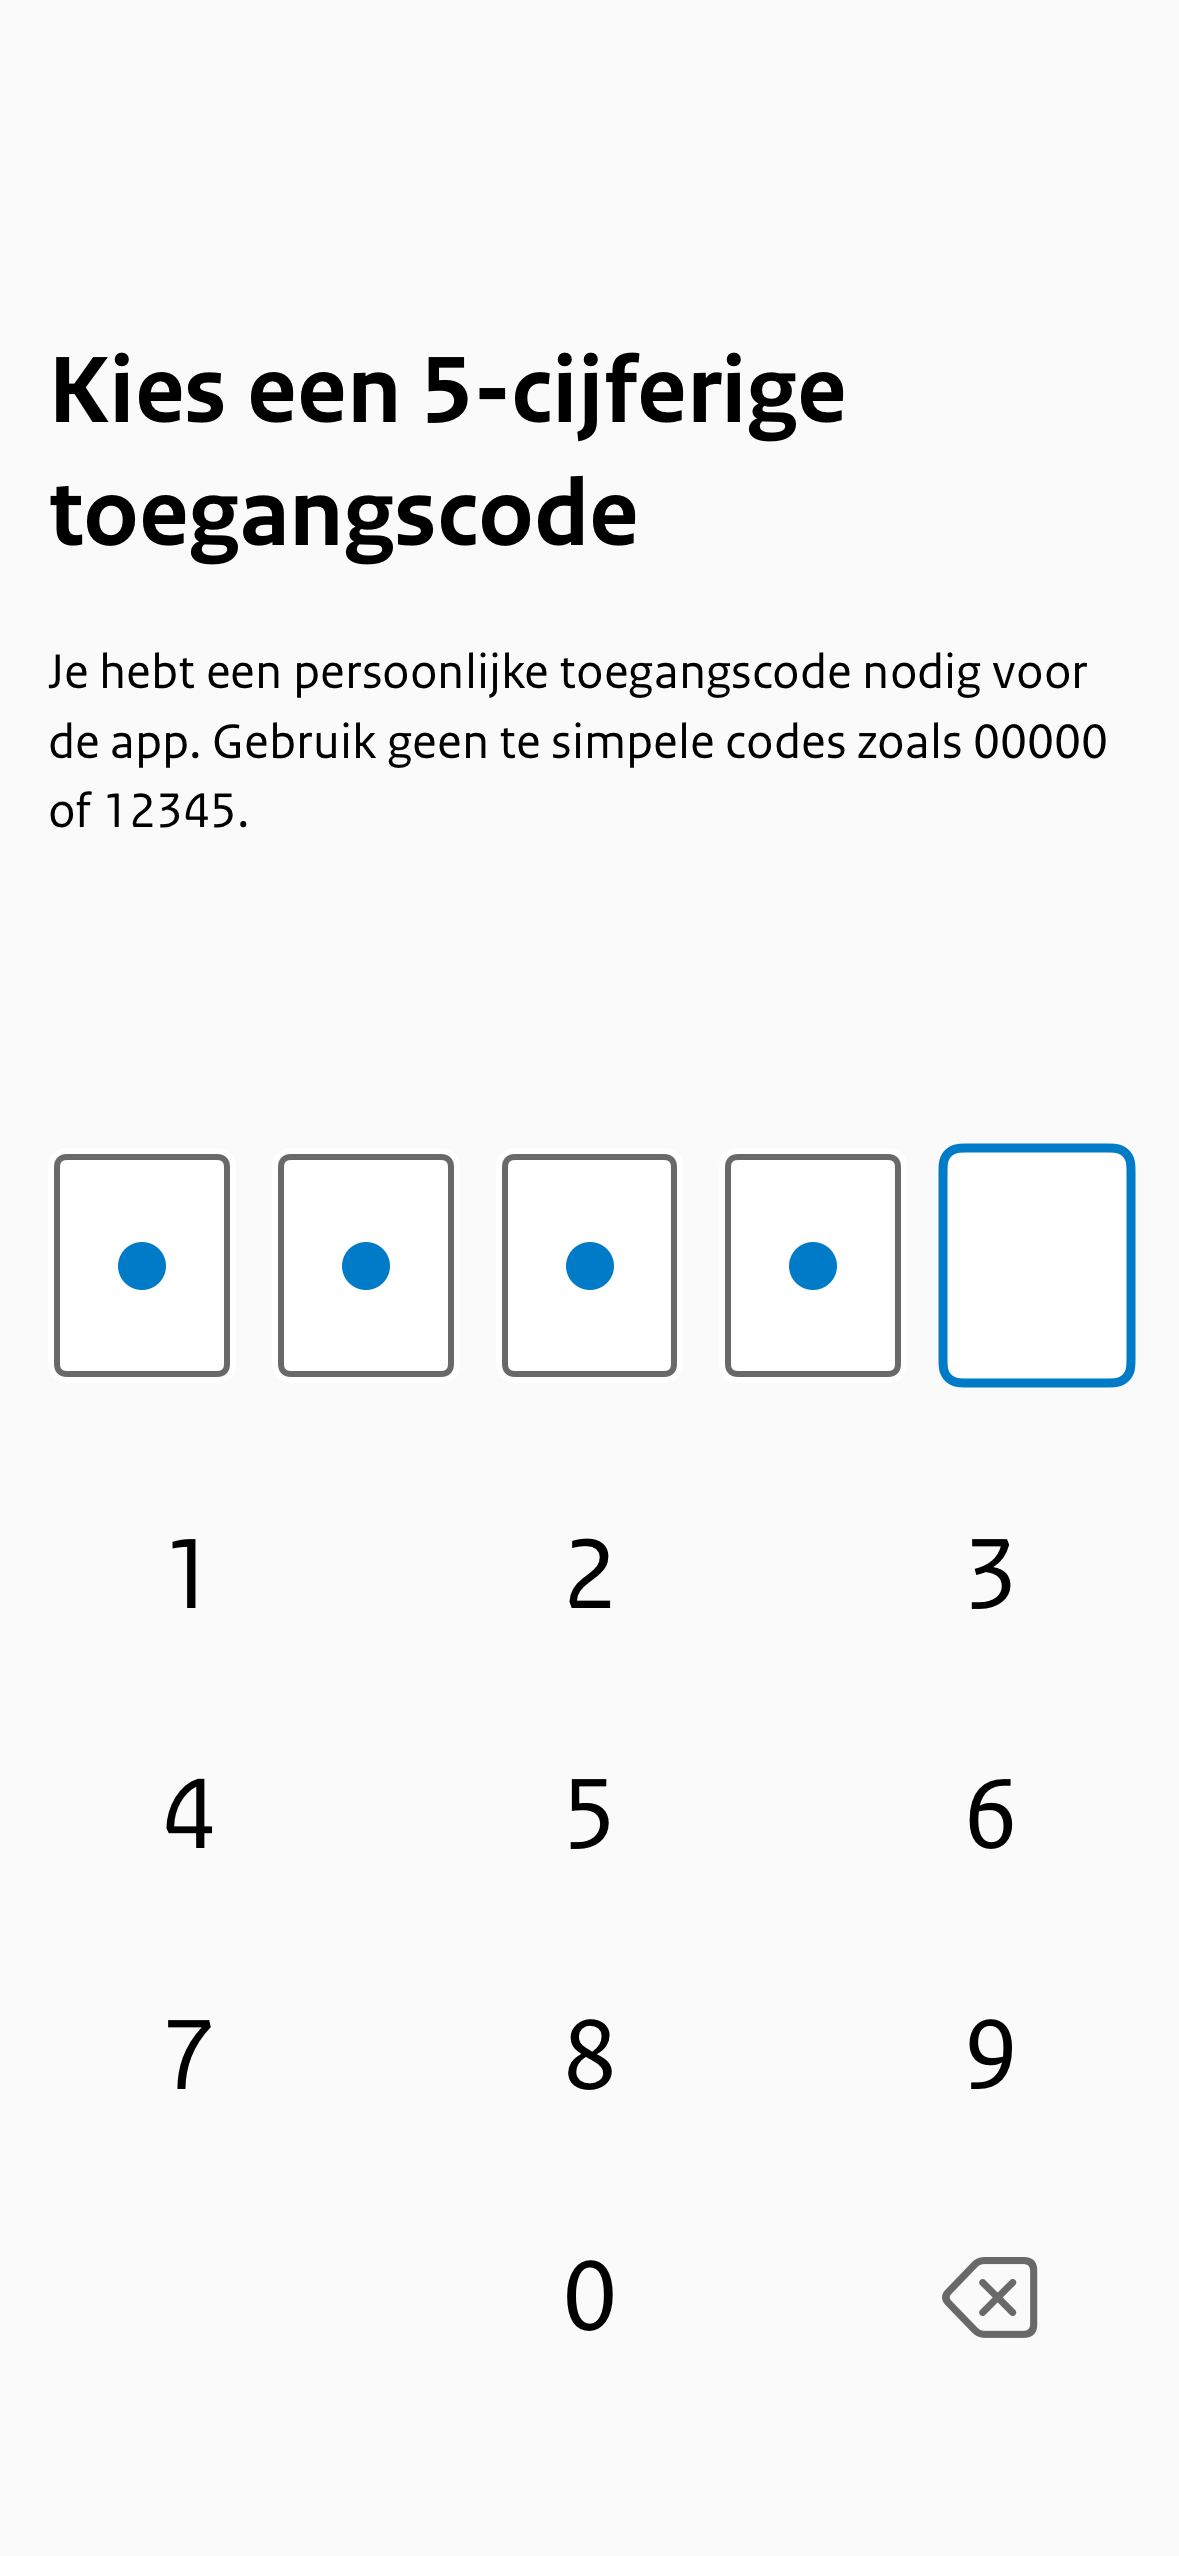 Kies een 5-cijferige
toegangscode
Je hebt een persoonlijke toegangscode nodig voor
de app. Gebruik geen te simpele codes zoals 00000
of 12345.
1 2 3
4 5 6
7 8 9
0